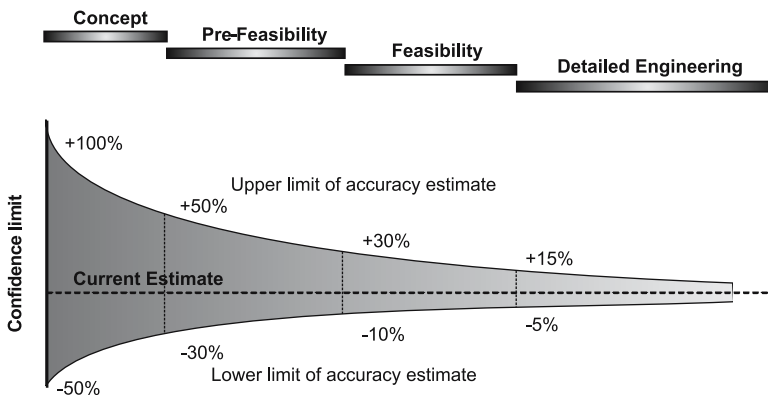 Concept
Pre-Feasibility
Feasibility
Detailed Engineering
+100%
Upper limit of accuracy estimate
+50%
+30%
+15%
Confidence limit
Current Estimate
-50%
-30%
-10%
-5%
Lower limit of accuracy estimate